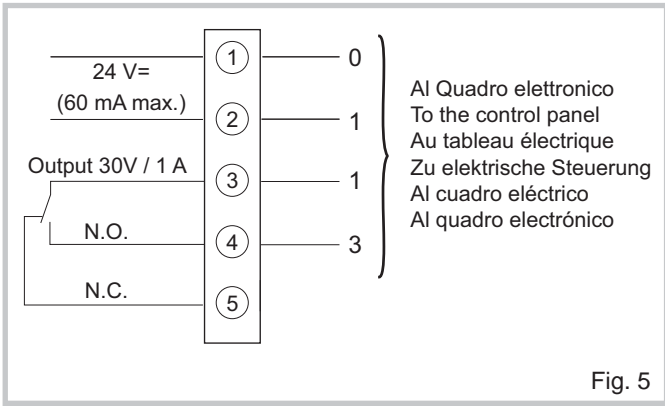 1
0
24 V=
(60 mA max.)
2
1
Output 30V / 1 A
3
1
N.O.
4
3
N.C.
5
Al Quadro elettronico
To the control panel
Au tableau électrique
Zu elektrische Steuerung
Al cuadro eléctrico
Al quadro electrónico
Fig. 5